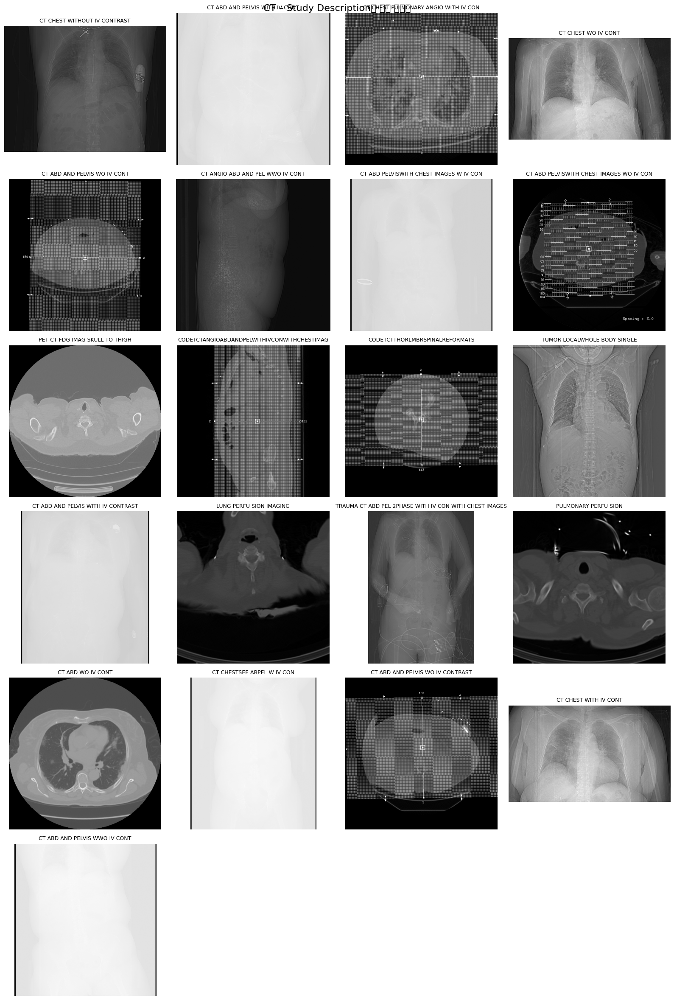 CT – Study Description
CT CHEST WITHOUT IV CONTRAST
CT ABD AND PELVIS WITH IV CONT
CT CHEST PULMONARY ANGIO WITH IV CON
CT CHEST WO IV CONT
CT ABD AND PELVIS WO IV CONT
CT ANGIO ABD AND PEL WWO IV CONT
CT ABD PELVISWITH CHEST IMAGES W IV CON
CT ABD PELVISWITH CHEST IMAGES WO IV CON
151
2
2
5
10
15
20
25
30
35
40
45
50
55
60
65
70
75
80
85
90
95
100
104
Spacing : 3.0
PET CT FDG IMAG SKULL TO THIGH
CODETCTANGIOABDANDPELWITHIVCONWITHCHESTIMAG
CODETCTTHORLMBRSPINALREFORMATS
TUMOR LOCALWHOLE BODY SINGLE
2
131
2
113
CT ABD AND PELVIS WITH IV CONTRAST
LUNG PERFU SION IMAGING
TRAUMA CT ABD PEL 2PHASE WITH IV CON WITH CHEST IMAGES
PULMONARY PERFU SION
CT ABD WO IV CONT
CT CHESTSEE ABPEL W IV CON
CT ABD AND PELVIS WO IV CONTRAST
CT CHEST WITH IV CONT
137
2
CT ABD AND PELVIS WWO IV CONT